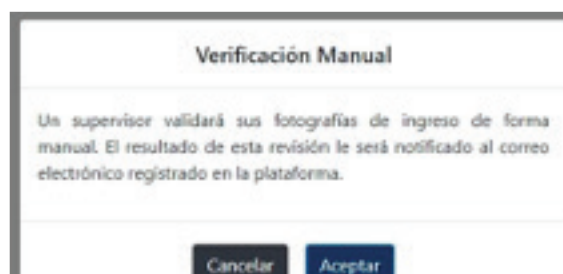 Verificación Manual
Un supervisor validará sus fotografías de ingreso de forma
manual. El resultado de esta revisión le será notificado al correo
electrónico registrado en la plataforma.
Cancelar Aceptar